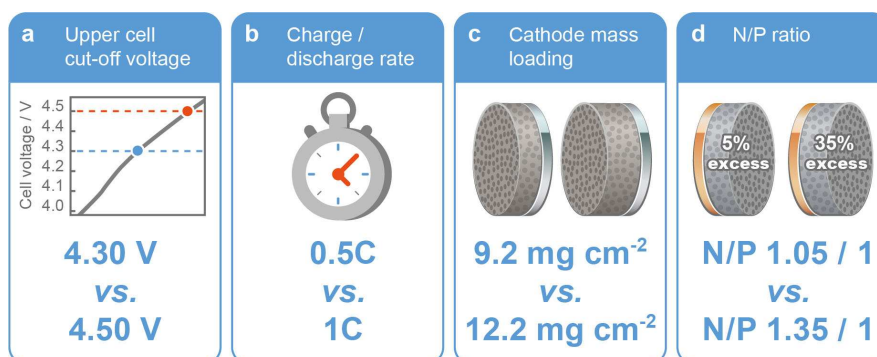 a Upper cell
cut-off voltage
Cell voltage / V
4.5
4.4
4.3
4.2
4.1
4.0
4.30 V
vs.
4.50 V
b Charge /
discharge rate
0.5C
vs.
1C
c Cathode mass
loading
9.2 mg cm⁻²
vs.
12.2 mg cm⁻²
d N/P ratio
5%
excess
35%
excess
N/P 1.05 / 1
vs.
N/P 1.35 / 1